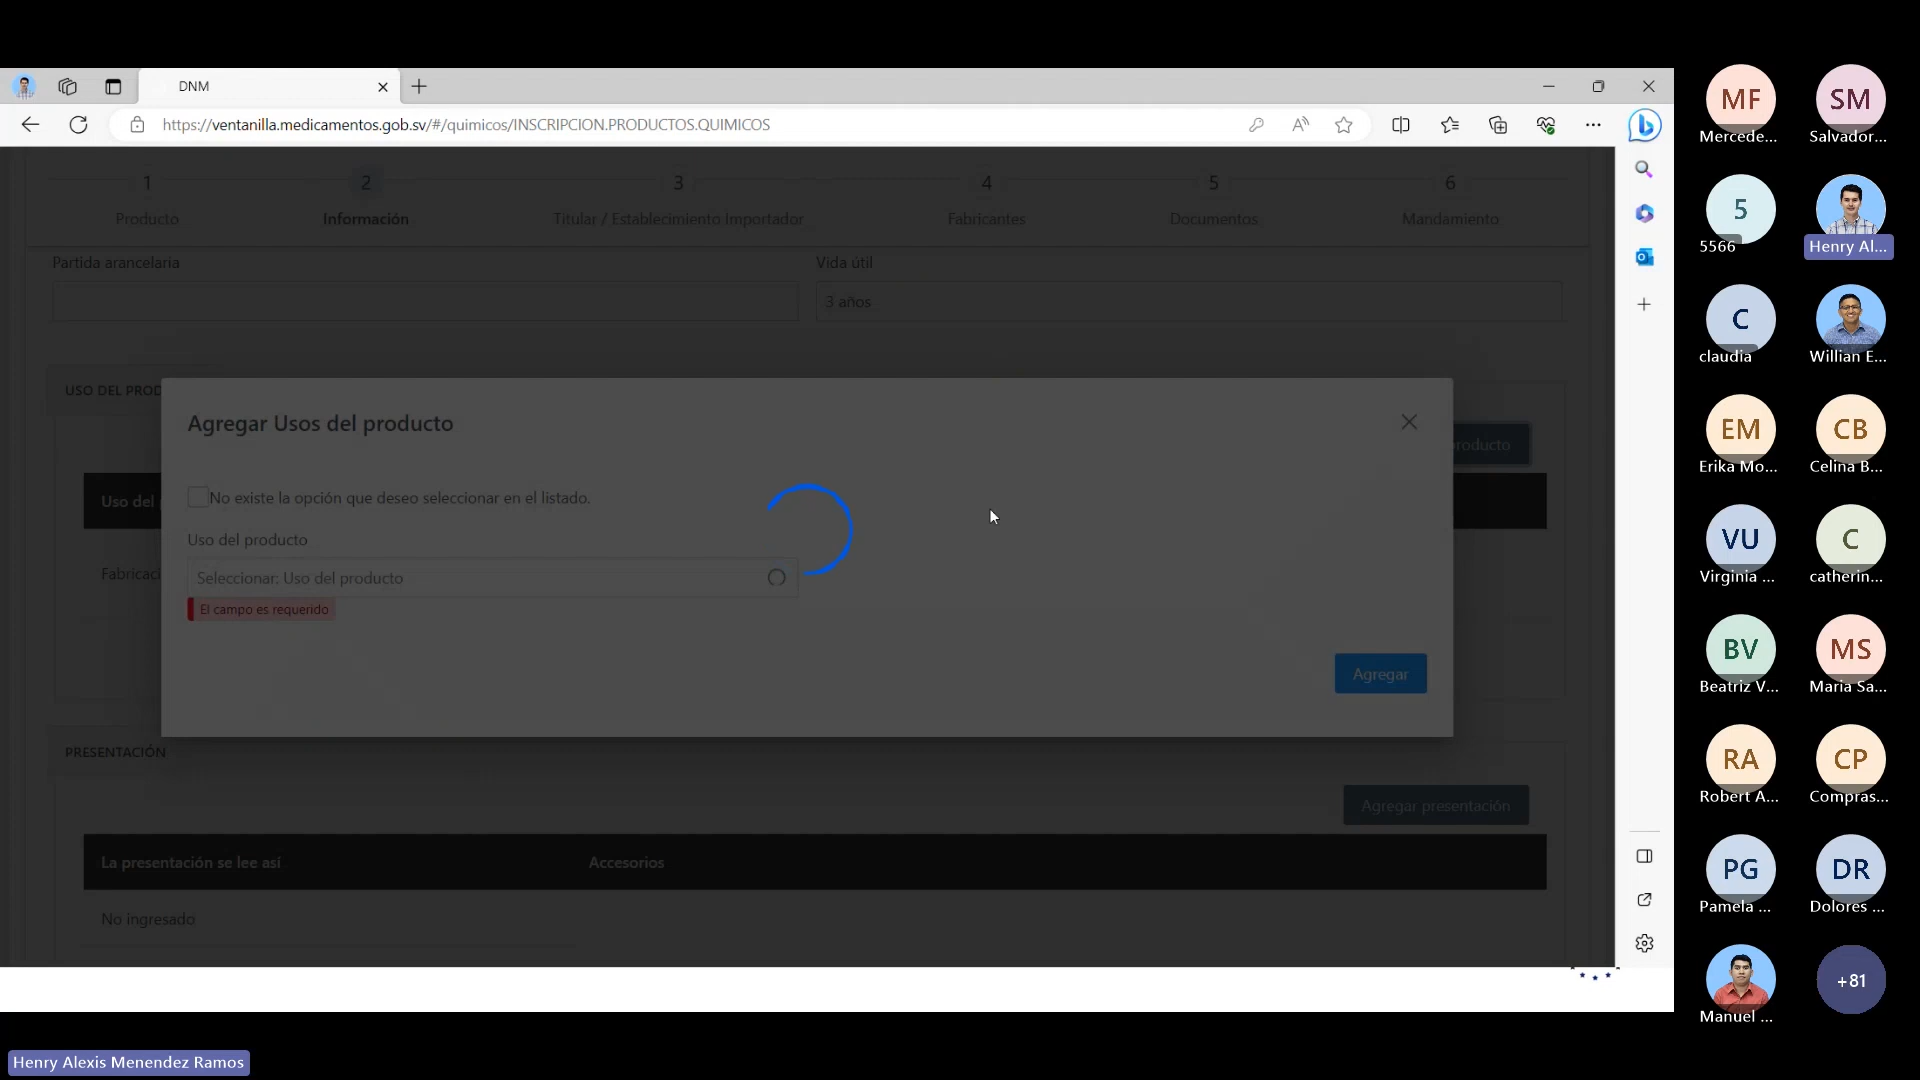 DNM
https://ventanilla.medicamentos.gob.sv/#/quimicos/INSCRIPCION.PRODUCTOS.QUIMICOS
1 2 3 4 5 6
Producto Información Titular / Establecimiento Importador Fabricantes Documentos Mandamiento
Partida arancelaria Vida útil
3 años
USO DEL PROD
Agregar Usos del producto
roducto
Uso del
No existe la opción que deseo seleccionar en el listado.
Uso del producto
Fabricaci
Seleccionar: Uso del producto
El campo es requerido
Agregar
PRESENTACIÓN
Agregar presentación
La presentación se lee así Accesorios
No ingresado
MF SM
Mercede... Salvador...
5
5566 Henry Al...
C
claudia Willian E...
EM CB
Erika Mo... Celina B...
VU C
Virginia ... catherin...
BV MS
Beatriz V... Maria Sa...
RA CP
Robert A... Compras...
PG DR
Pamela ... Dolores ...
+81
Manuel ...
Henry Alexis Menendez Ramos